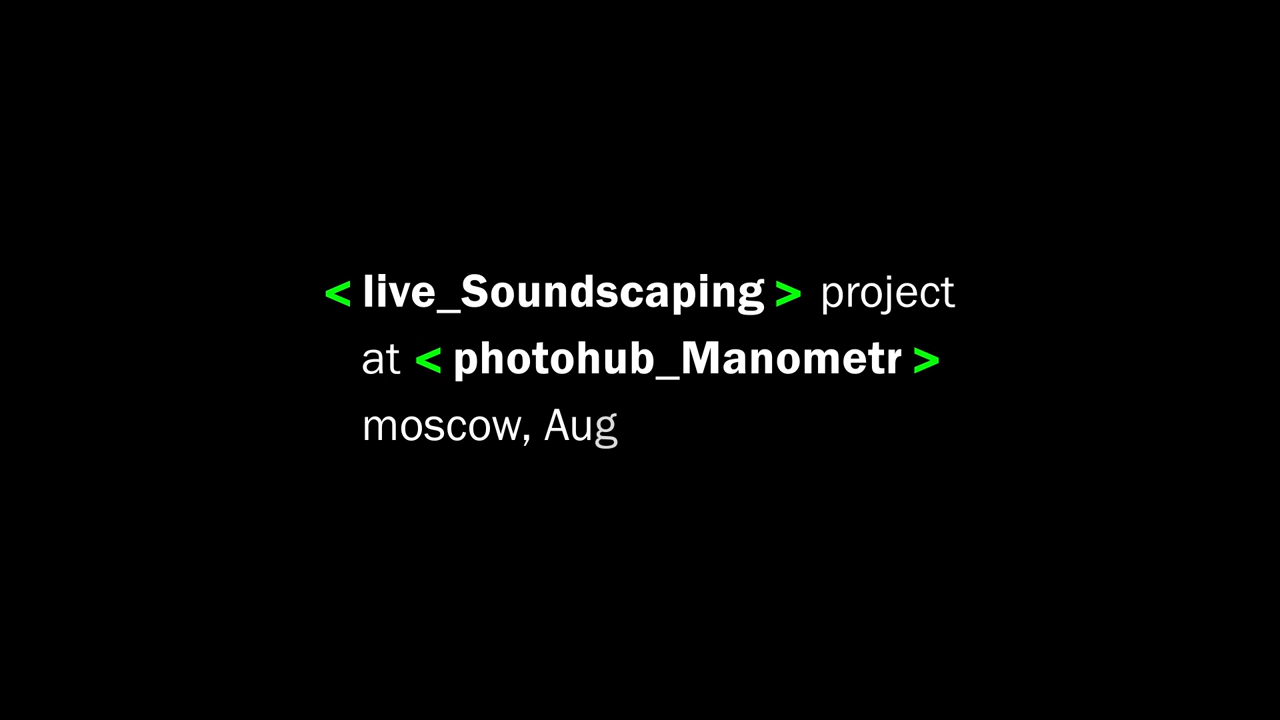 < live_Soundscaping > project
at < photohub_Manometr >
moscow, Aug